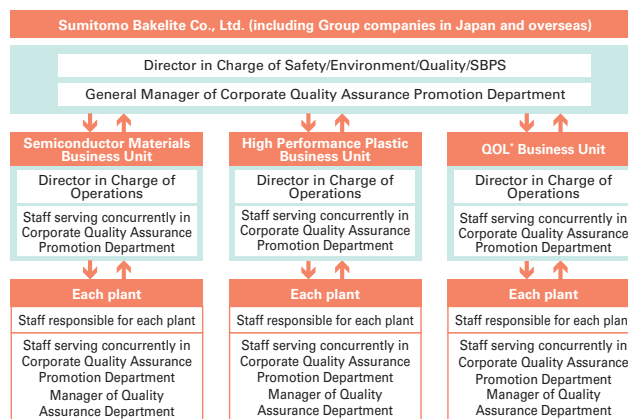 Sumitomo Bakelite Co., Ltd. (including Group companies in Japan and overseas)
Director in Charge of Safety/Environment/Quality/SBPS
General Manager of Corporate Quality Assurance Promotion Department
Semiconductor Materials
Business Unit
Director in Charge of
Operations
Staff serving concurrently in
Corporate Quality Assurance
Promotion Department
High Performance Plastic
Business Unit
Director in Charge of
Operations
Staff serving concurrently in
Corporate Quality Assurance
Promotion Department
QOL* Business Unit
Director in Charge of
Operations
Staff serving concurrently in
Corporate Quality Assurance
Promotion Department
Each plant
Staff responsible for each plant
Staff serving concurrently in
Corporate Quality Assurance
Promotion Department
Manager of Quality
Assurance Department
Each plant
Staff responsible for each plant
Staff serving concurrently in
Corporate Quality Assurance
Promotion Department
Manager of Quality
Assurance Department
Each plant
Staff responsible for each plant
Staff serving concurrently in
Corporate Quality Assurance
Promotion Department
Manager of Quality
Assurance Department